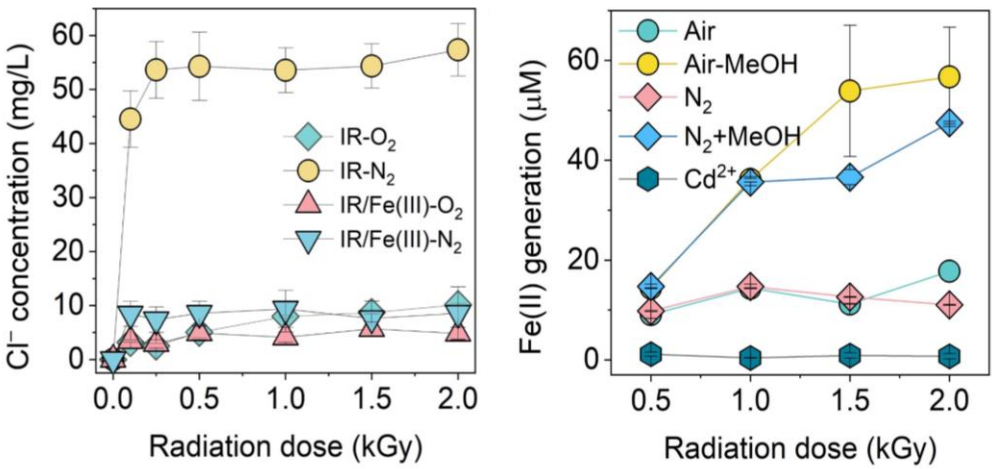 Cl⁻ concentration (mg/L)
60
50
40
30
20
10
0
IR-O₂
IR-N₂
IR/Fe(III)-O₂
IR/Fe(III)-N₂
0.0 0.5 1.0 1.5 2.0
Radiation dose (kGy)
Fe(II) generation (μM)
60
40
20
0
Air
Air-MeOH
N₂
N₂+MeOH
Cd²⁺
0.5 1.0 1.5 2.0
Radiation dose (kGy)